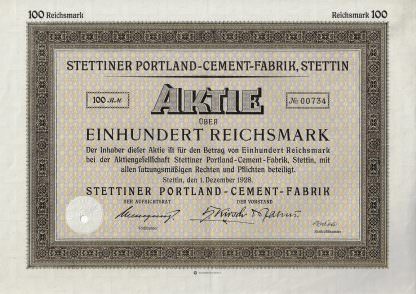 100 Reichsmark
Reichsmark 100
STETTINER PORTLAND-CEMENT-FABRIK, STETTIN
100 RM
AKTIE
№ 00734
ÜBER
EINHUNDERT REICHSMARK
Der Inhaber dieser Aktie ist für den Betrag von Einhundert Reichsmark
bei der Aktiengesellschaft Stettiner Portland-Cement-Fabrik, Stettin, mit
allen satzungsmäßigen Rechten und Pflichten beteiligt.
Stettin, den 1. Dezember 1928.
STETTINER PORTLAND-CEMENT-FABRIK
DER AUFSICHTSRAT
DER VORSTAND